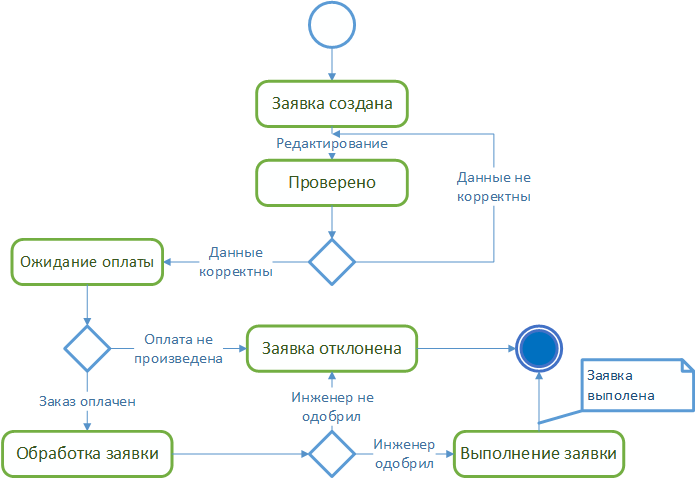 Заявка создана
Редактирование
Проверено
Данные не
корректны
Данные
корректны
Ожидание оплаты
Оплата не
произведена
Заявка отклонена
Заявка
выполена
Заказ оплачен
Инженер не
одобрил
Обработка заявки
Инженер
одобрил
Выполнение заявки